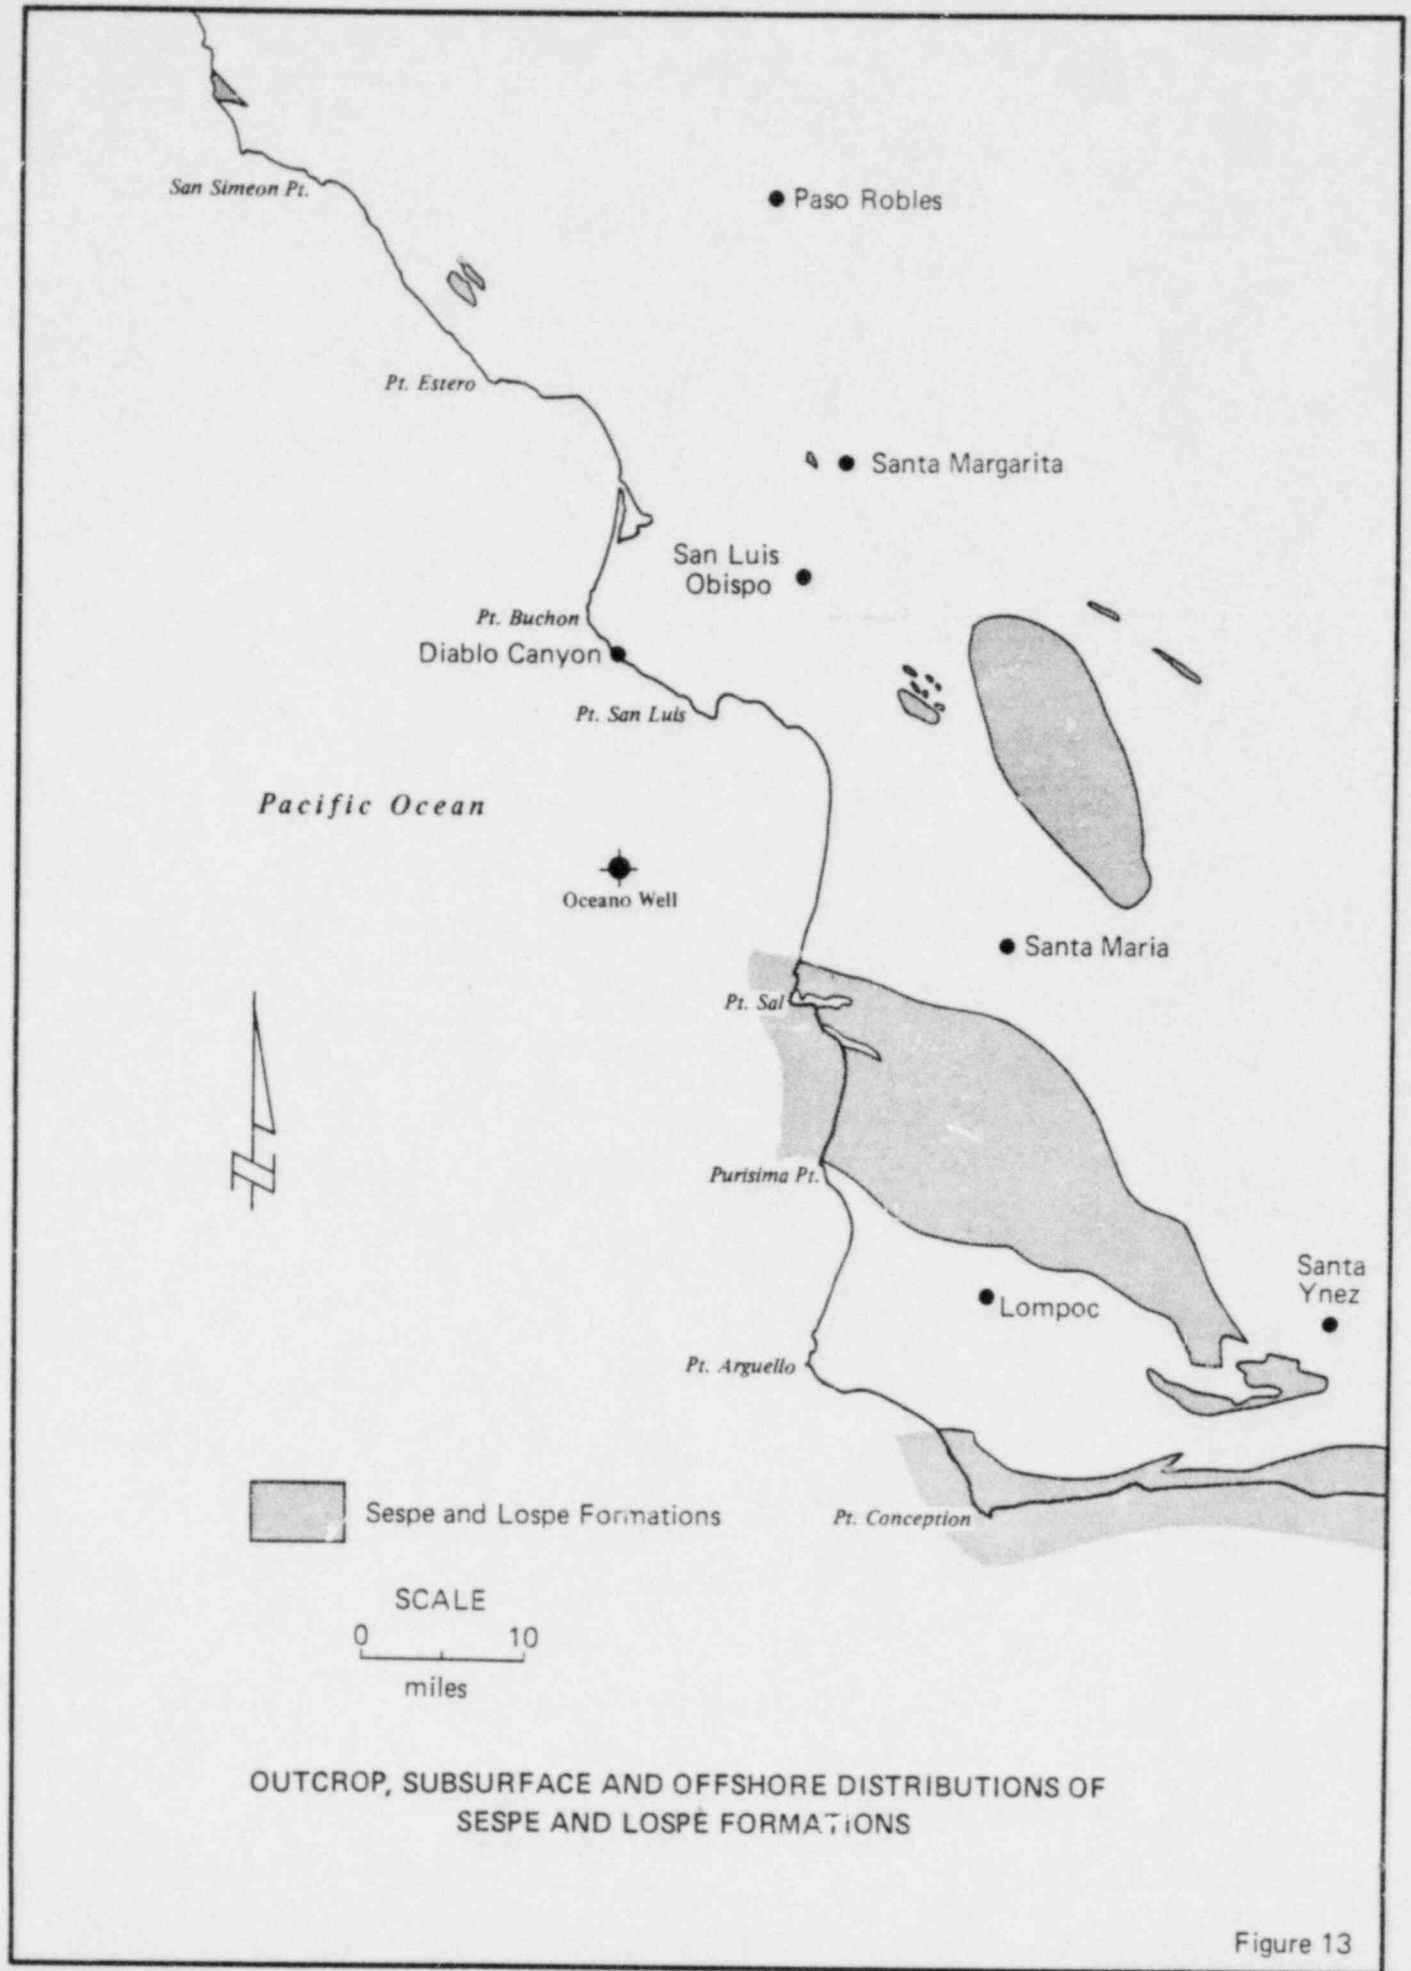 San Simeon Pt.
Paso Robles
Pt. Estero
Santa Margarita
San Luis
Obispo
Pt. Buchon
Diablo Canyon
Pt. San Luis
Pacific Ocean
Oceano Well
Santa Maria
Pt. Sal
Purisima Pt.
Santa
Ynez
Lompoc
Pt. Arguello
Sespe and Lospe Formations
Pt. Conception
SCALE
0 10
miles
OUTCROP, SUBSURFACE AND OFFSHORE DISTRIBUTIONS OF
SESPE AND LOSPE FORMATIONS
Figure 13